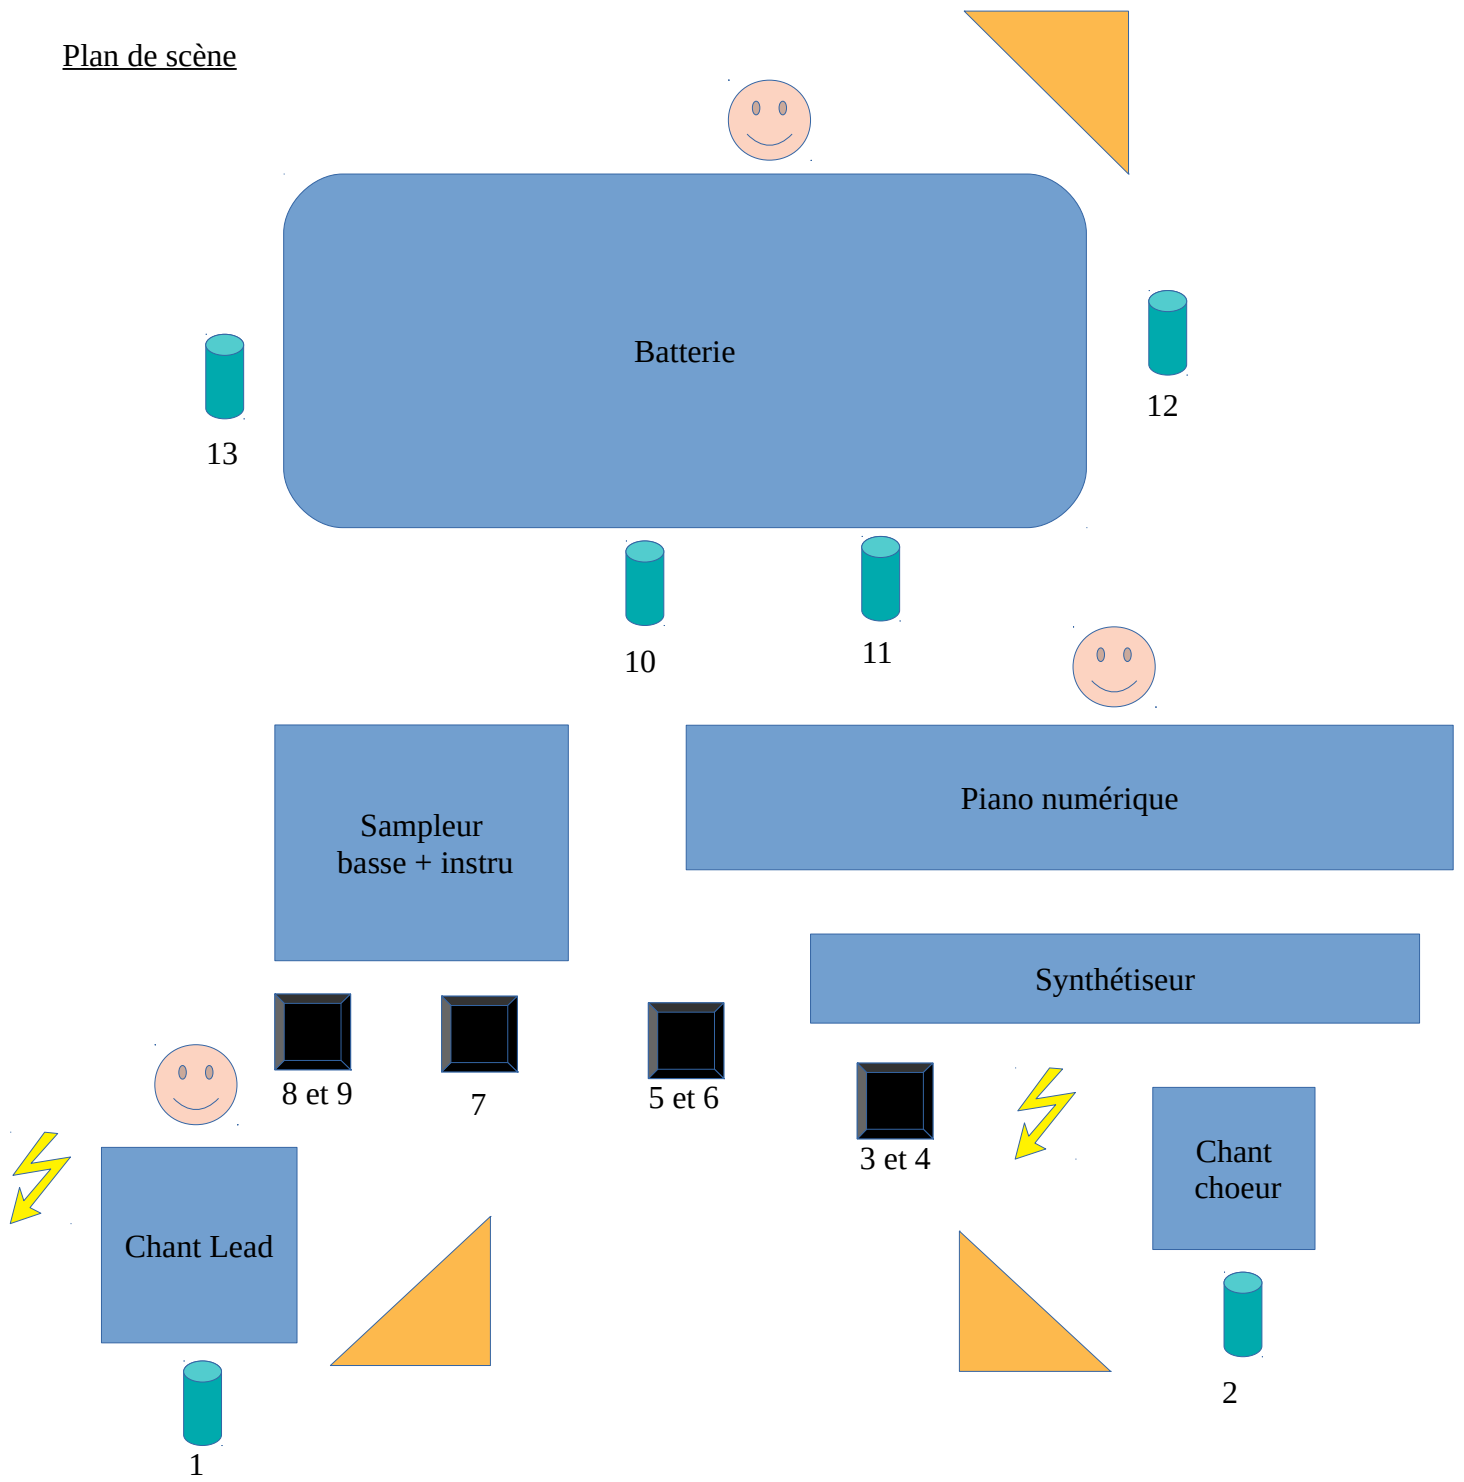 Plan de scène
Batterie
12
13
10
11
Piano numérique
Sampleur
basse + instru
Synthétiseur
8 et 9
7
5 et 6
3 et 4
Chant
choeur
Chant Lead
2
1